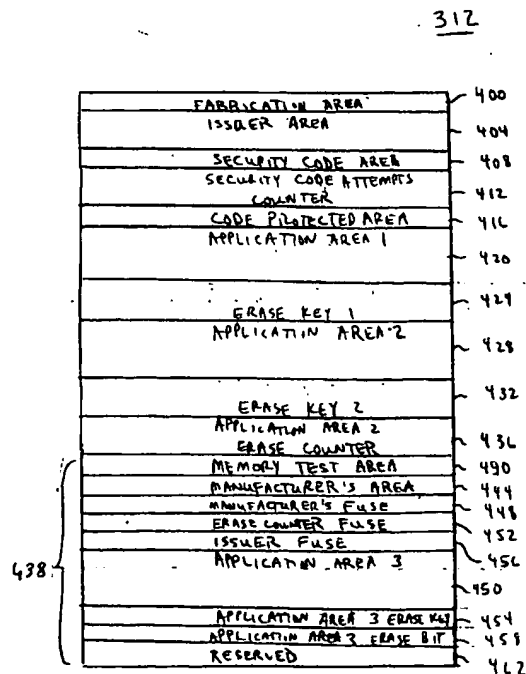 312
FABRICATION AREA 400
ISSUER AREA 404
SECURITY CODE AREA 408
SECURITY CODE ATTEMPTS
COUNTER 412
CODE PROTECTED AREA 416
APPLICATION AREA 1 420
ERASE KEY 1 424
APPLICATION AREA 2 428
ERASE KEY 2 432
APPLICATION AREA 2
ERASE COUNTER 436
MEMORY TEST AREA 490
MANUFACTURER'S AREA 444
MANUFACTURER'S FUSE 448
ERASE COUNTER FUSE 452
ISSUER FUSE 456
APPLICATION AREA 3 450
438
APPLICATION AREA 3 ERASE KEY 454
APPLICATION AREA 3 ERASE BIT 458
RESERVED 462